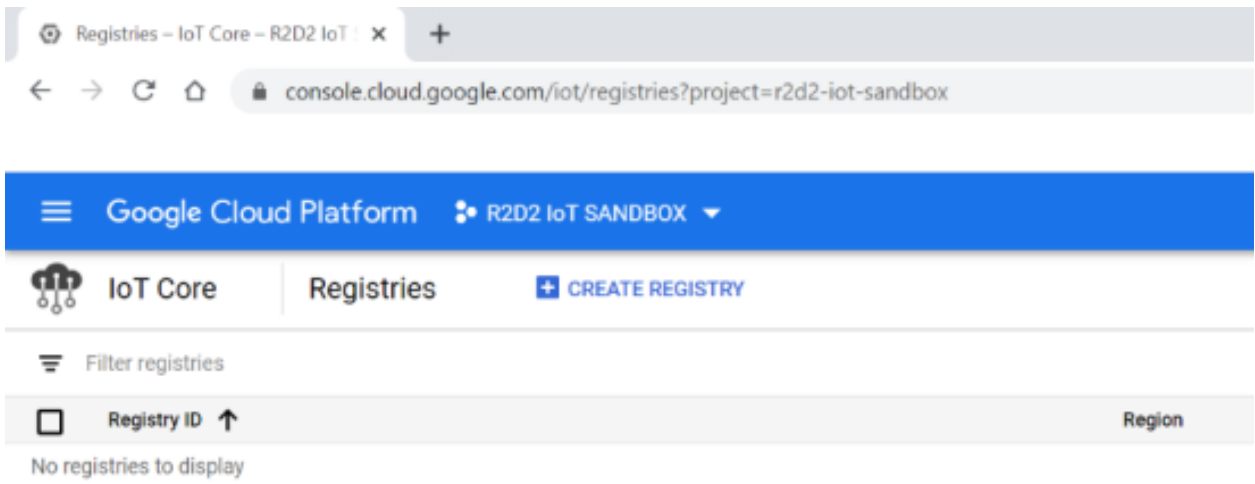 Registries – IoT Core – R2D2 IoT S
console.cloud.google.com/iot/registries?project=r2d2-iot-sandbox
Google Cloud Platform R2D2 IoT SANDBOX
IoT Core Registries CREATE REGISTRY
Filter registries
Registry ID Region
No registries to display